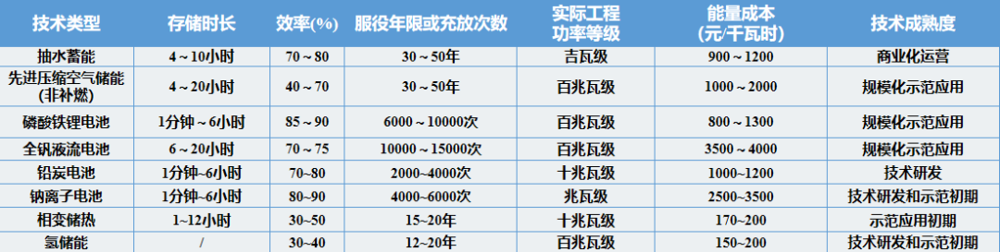 技术类型 存储时长 效率(%) 服役年限或充放次数 实际工程功率等级 能量成本(元/千瓦时) 技术成熟度
抽水蓄能 4～10小时 70～80 30～50年 吉瓦级 900～1200 商业化运营
先进压缩空气储能(非补燃) 4～20小时 40～70 30～50年 百兆瓦级 1000～2000 规模化示范应用
磷酸铁锂电池 1分钟～6小时 85～90 6000～10000次 百兆瓦级 800～1300 规模化示范应用
全钒液流电池 6～20小时 70～75 10000～15000次 百兆瓦级 3500～4000 规模化示范应用
铅炭电池 1分钟~6小时 70~80 2000~4000次 十兆瓦级 1000~1200 技术研发
钠离子电池 1分钟~6小时 80~90 4000~6000次 兆瓦级 2500~3500 技术研发和示范初期
相变储热 1~12小时 30~50 15~20年 十兆瓦级 170~200 示范应用初期
氢储能 / 30~40 12~20年 百兆瓦级 150~200 技术研发和示范初期